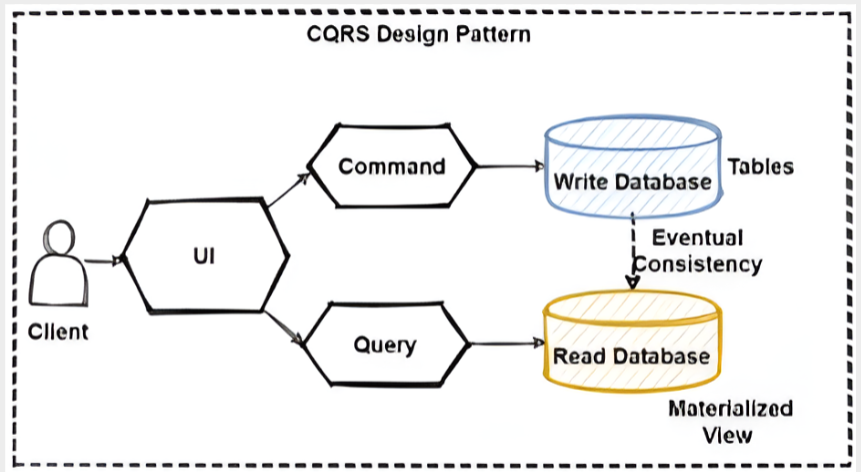 CQRS Design Pattern
Command
Write Database
Tables
UI
Eventual
Consistency
Client
Query
Read Database
Materialized
View